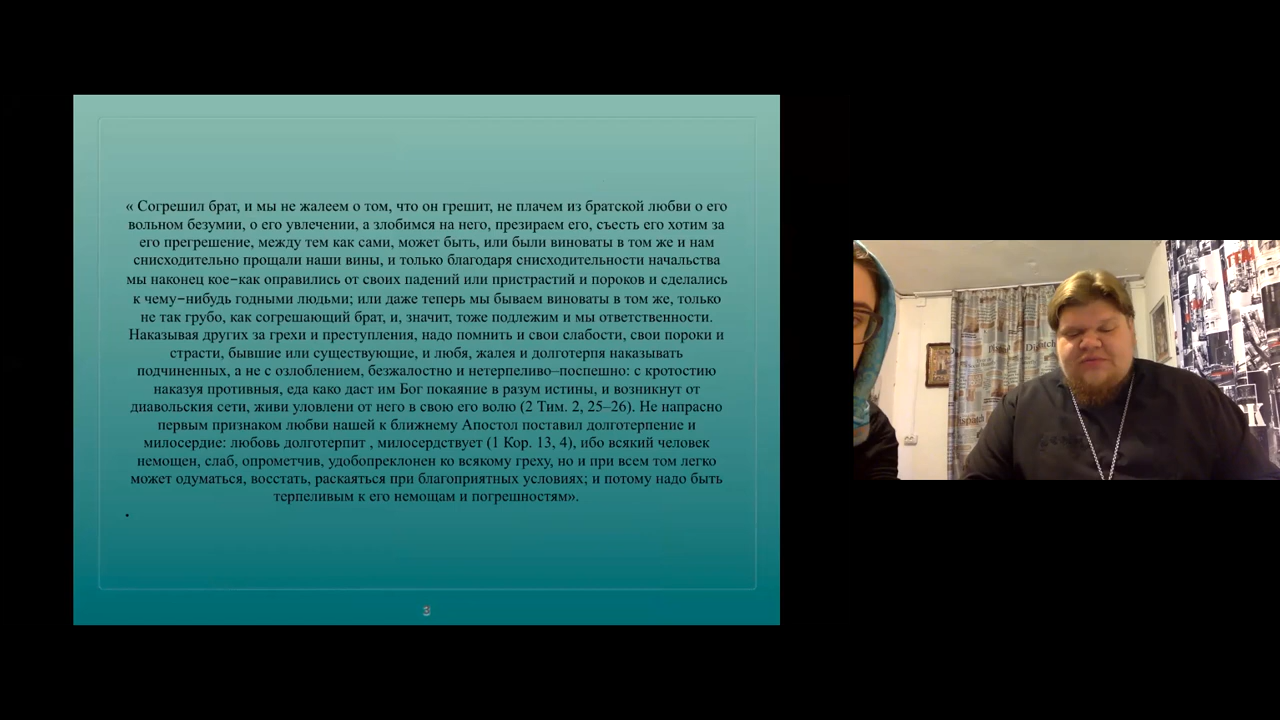 « Согрешил брат, и мы не жалеем о том, что он грешит, не плачем из братской любви о его
вольном безумии, о его увлечении, а злобимся на него, презираем его, съесть его хотим за
его прегрешение, между тем как сами, может быть, или были виноваты в том же и нам
снисходительно прощали наши вины, и только благодаря снисходительности начальства
мы наконец кое−как оправились от своих падений или пристрастий и пороков и сделались
к чему−нибудь годными людьми; или даже теперь мы бываем виноваты в том же, только
не так грубо, как согрешающий брат, и, значит, тоже подлежим и мы ответственности.
Наказывая других за грехи и преступления, надо помнить и свои слабости, свои пороки и
страсти, бывшие или существующие, и любя, жалея и долготерпя наказывать
подчиненных, а не с озлоблением, безжалостно и нетерпеливо–поспешно: с кротостию
наказуя противныя, еда како даст им Бог покаяние в разум истины, и возникнут от
диавольския сети, живи уловлени от него в свою его волю (2 Тим. 2, 25–26). Не напрасно
первым признаком любви нашей к ближнему Апостол поставил долготерпение и
милосердие: любовь долготерпит , милосердствует (1 Кор. 13, 4), ибо всякий человек
немощен, слаб, опрометчив, удобопреклонен ко всякому греху, но и при всем том легко
может одуматься, восстать, раскаяться при благоприятных условиях; и потому надо быть
терпеливым к его немощам и погрешностям».
3